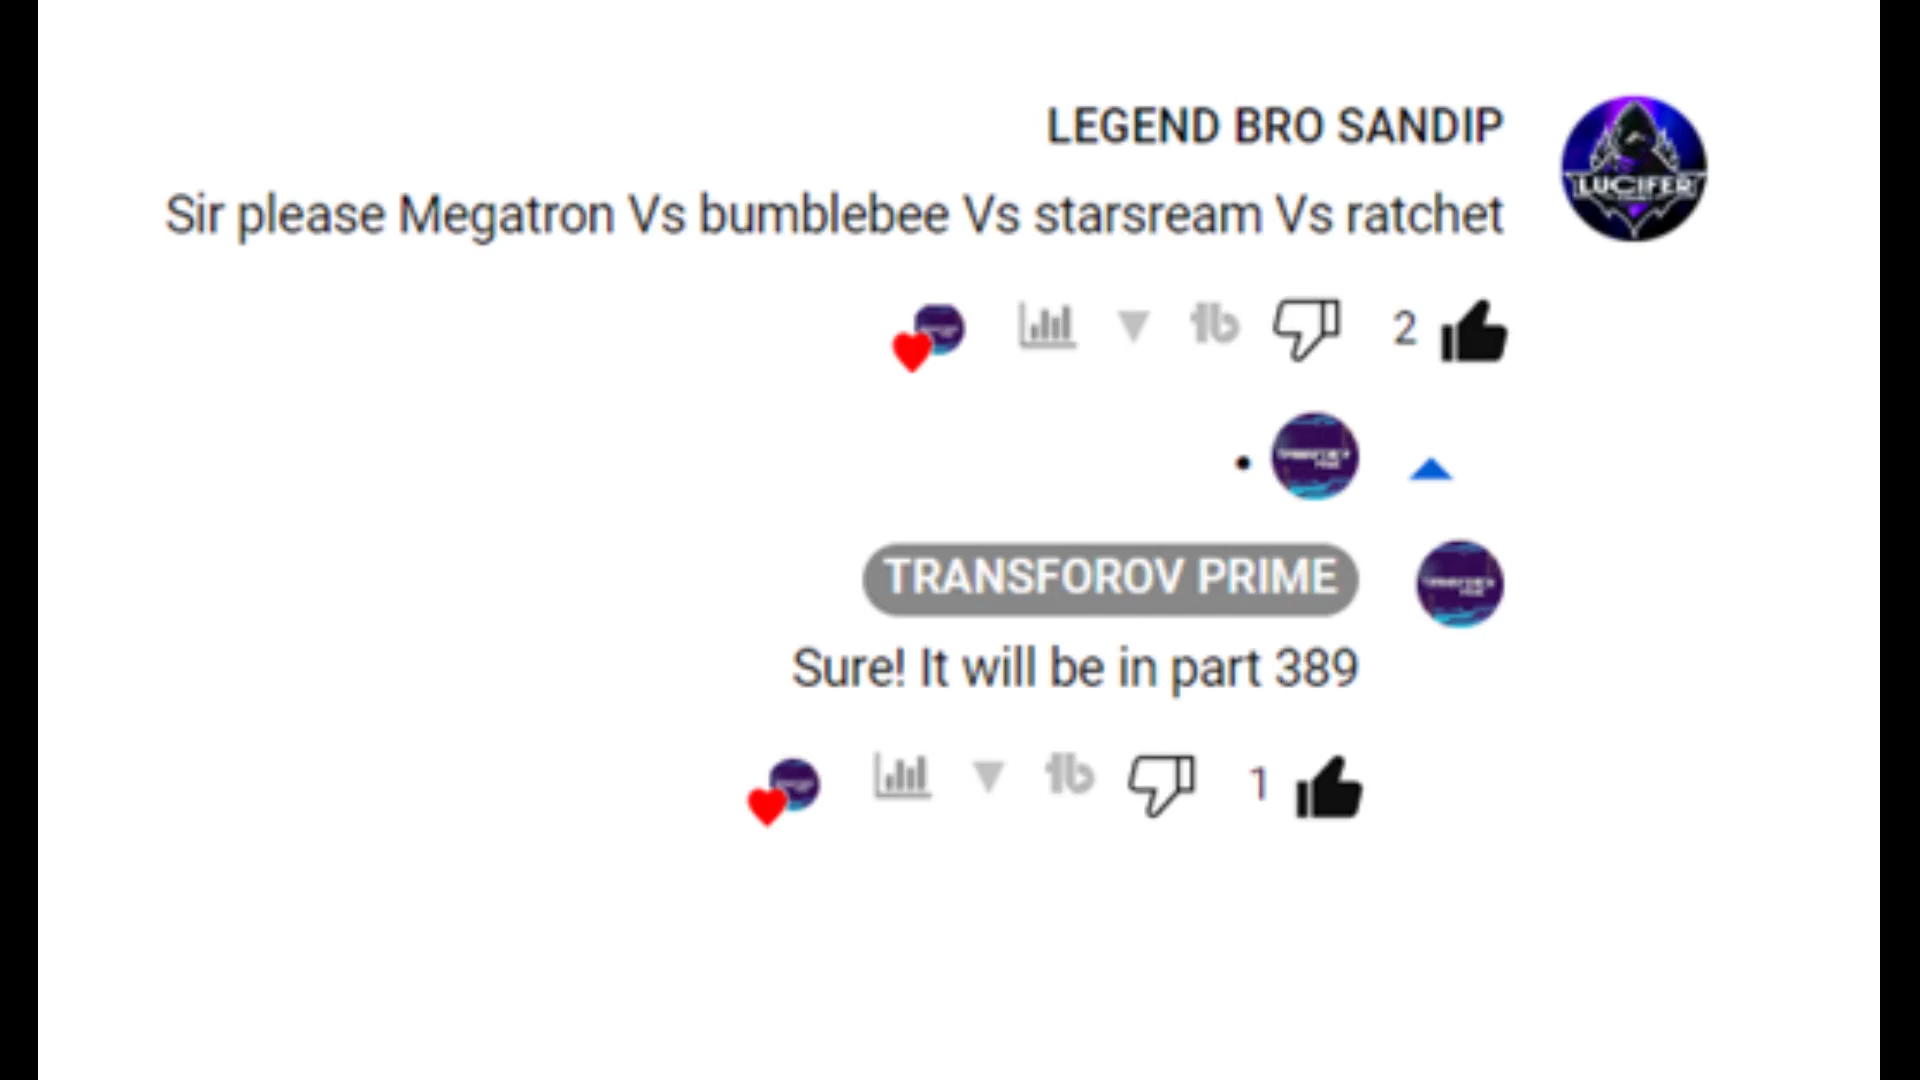 LEGEND BRO SANDIP
LUCIFER
Sir please Megatron Vs bumblebee Vs starsream Vs ratchet
2
TRANSFOROV PRIME
Sure! It will be in part 389
1